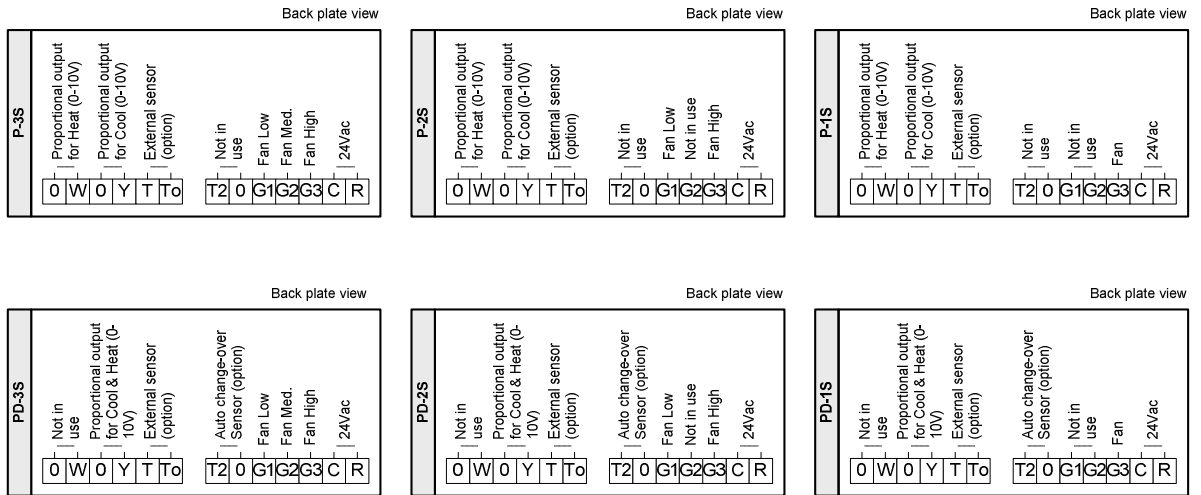 Back plate view
P-3S
Proportional output
for Heat (0-10V)
Proportional output
for Cool (0-10V)
External sensor
(option)
Not in
use
Fan Low
Fan Med.
Fan High
24Vac
0 W 0 Y T To
T2 0 G1 G2 G3 C R
Back plate view
P-2S
Proportional output
for Heat (0-10V)
Proportional output
for Cool (0-10V)
External sensor
(option)
Not in
use
Fan Low
Not in use
Fan High
24Vac
0 W 0 Y T To
T2 0 G1 G2 G3 C R
Back plate view
P-1S
Proportional output
for Heat (0-10V)
Proportional output
for Cool (0-10V)
External sensor
(option)
Not in
use
Not in
use
Fan
24Vac
0 W 0 Y T To
T2 0 G1 G2 G3 C R
Back plate view
PD-3S
Not in
use
Proportional output
for Cool & Heat (0-
10V)
External sensor
(option)
Auto change-over
Sensor (option)
Fan Low
Fan Med.
Fan High
24Vac
0 W 0 Y T To
T2 0 G1 G2 G3 C R
Back plate view
PD-2S
Not in
use
Proportional output
for Cool & Heat (0-
10V)
External sensor
(option)
Auto change-over
Sensor (option)
Fan Low
Not in use
Fan High
24Vac
0 W 0 Y T To
T2 0 G1 G2 G3 C R
Back plate view
PD-1S
Not in
use
Proportional output
for Cool & Heat (0-
10V)
External sensor
(option)
Auto change-over
Sensor (option)
Not in
use
Fan
24Vac
0 W 0 Y T To
T2 0 G1 G2 G3 C R